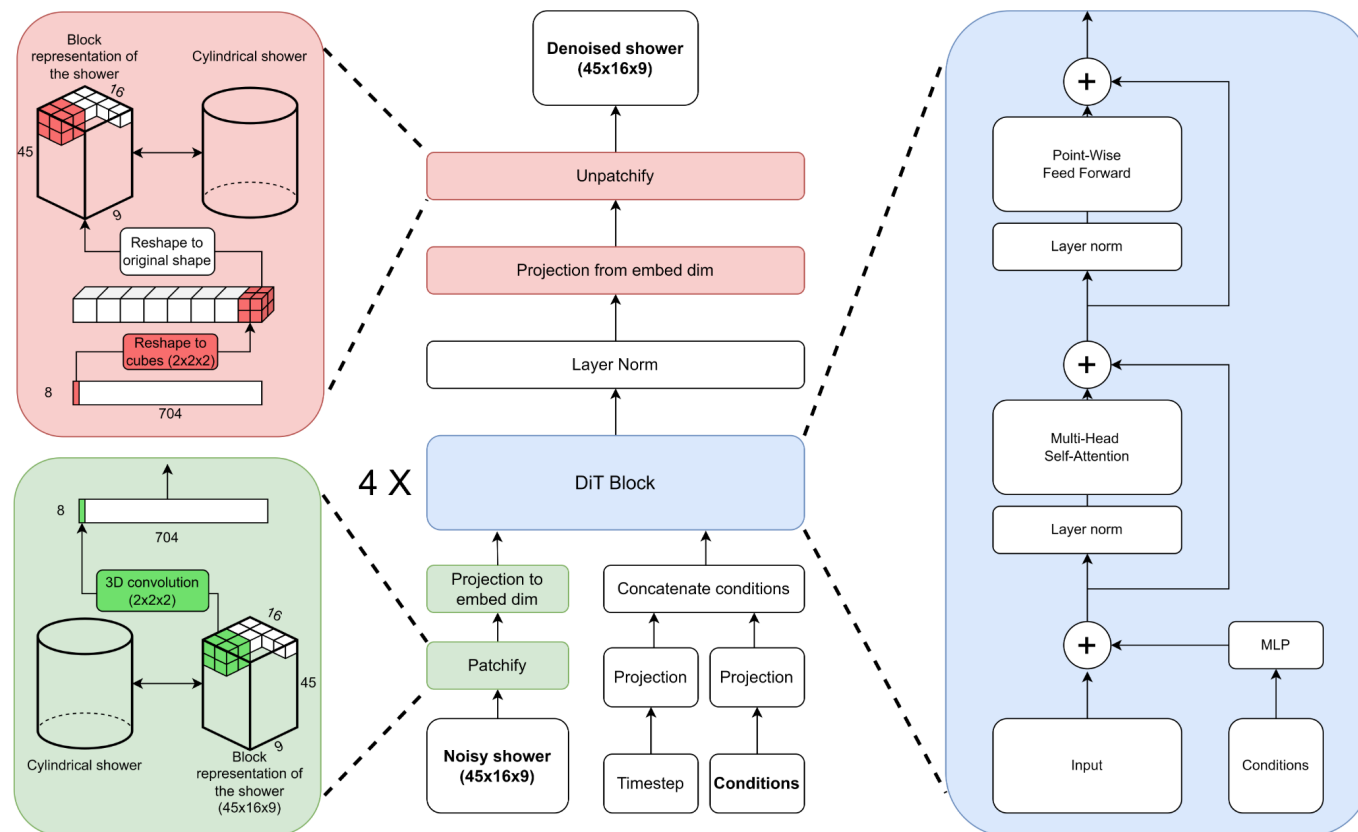 Block
representation of
the shower
16
45
9
Cylindrical shower
Reshape to
original shape
Reshape to
cubes (2x2x2)
8
704
8
704
3D convolution
(2x2x2)
16
45
9
Cylindrical shower
Block
representation of
the shower
(45x16x9)
Denoised shower
(45x16x9)
Unpatchify
Projection from embed dim
Layer Norm
4 X
DiT Block
Projection to
embed dim
Concatenate conditions
Patchify
Projection
Projection
Noisy shower
(45x16x9)
Timestep
Conditions
+
Point-Wise
Feed Forward
Layer norm
+
Multi-Head
Self-Attention
Layer norm
+
MLP
Input
Conditions